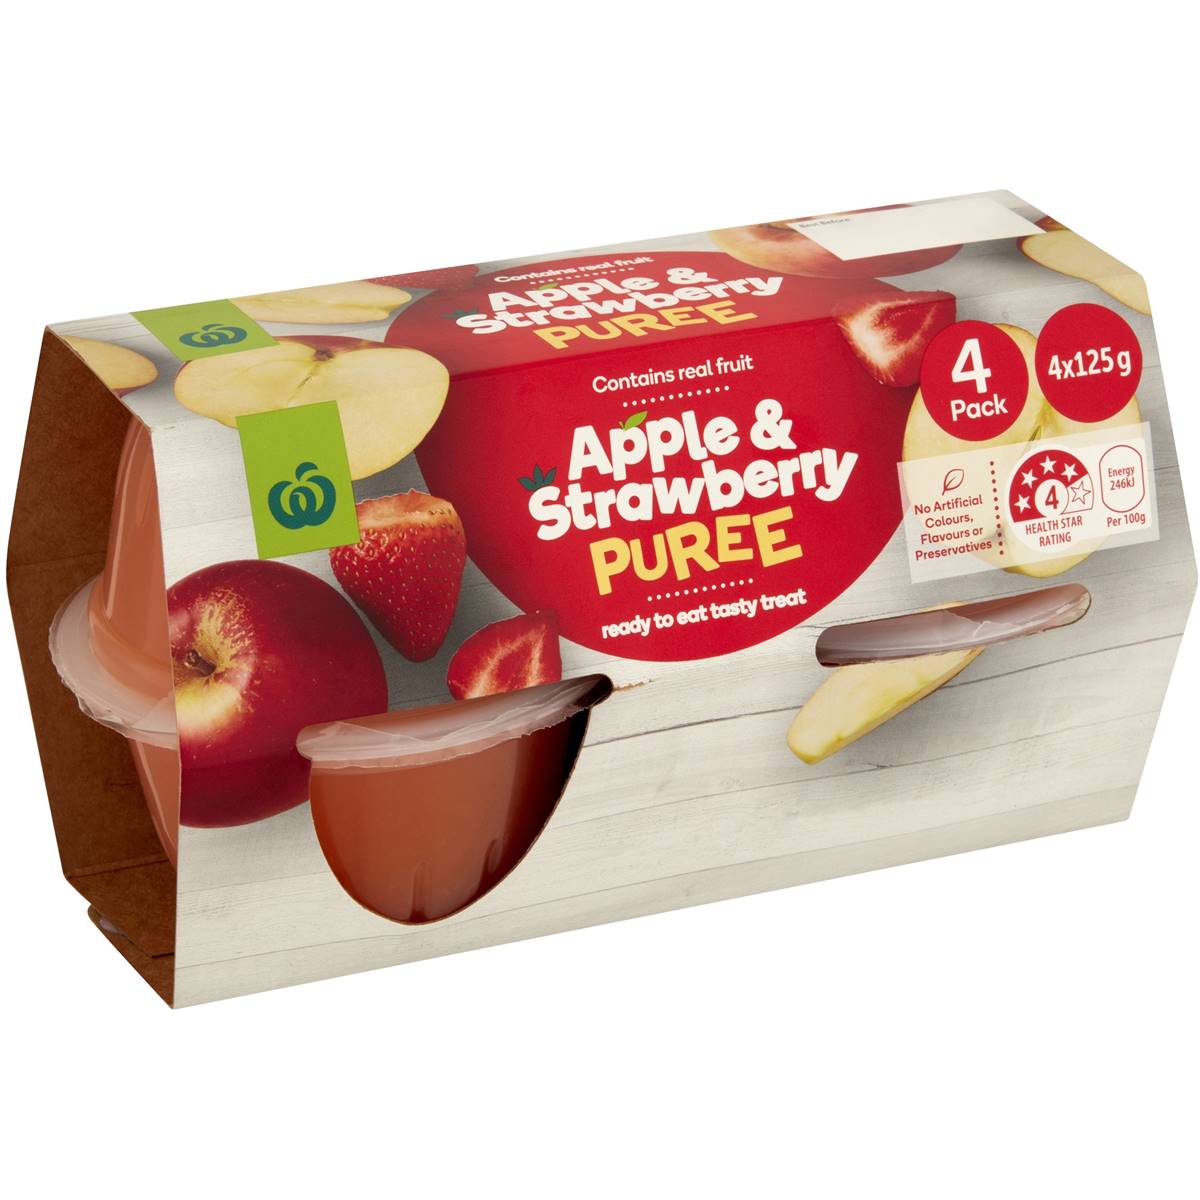 Best Before:
Contains real fruit
Apple &
Strawberry
PUREE
Contains real fruit
Apple &
Strawberry
PUREE
ready to eat tasty treat
4
Pack
4x125g
No Artificial
Colours,
Flavours or
Preservatives
4
HEALTH STAR
RATING
Energy
246kJ
Per 100g